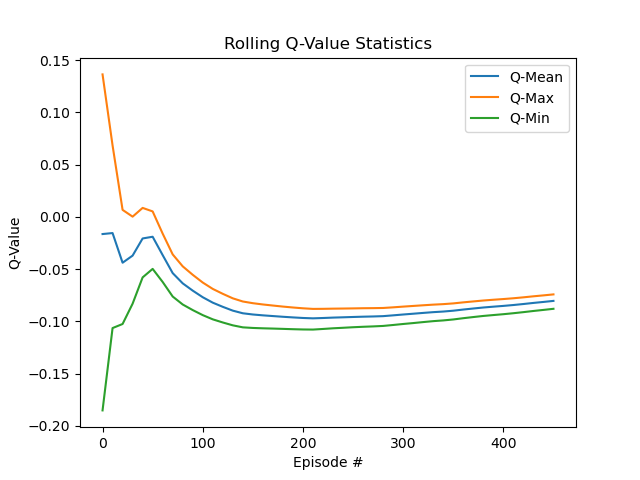 Rolling Q-Value Statistics
Q-Mean
Q-Max
Q-Min
Q-Value
0.15
0.10
0.05
0.00
−0.05
−0.10
−0.15
−0.20
0 100 200 300 400
Episode #